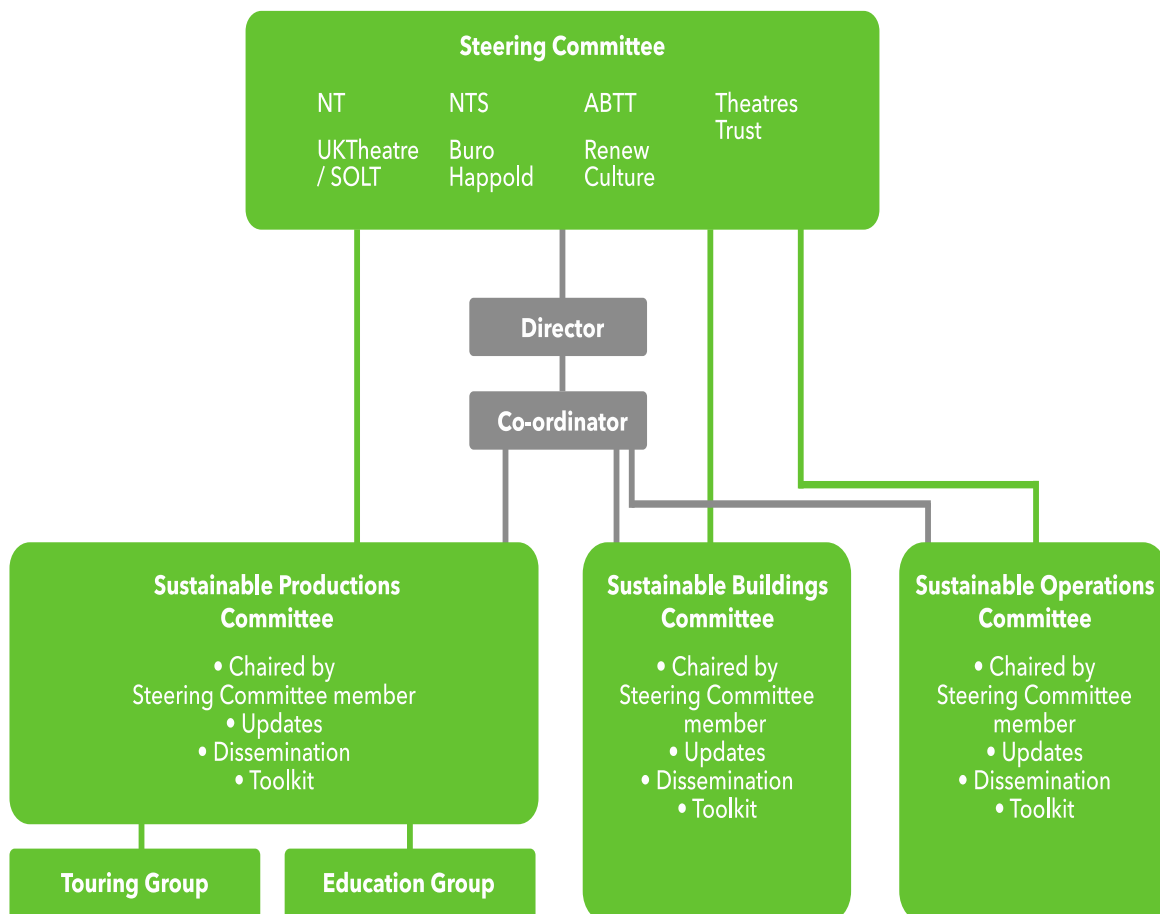 Steering Committee
NT
UKTheatre
/ SOLT
NTS
Buro
Happold
ABTT
Renew
Culture
Theatres
Trust
Director
Co-ordinator
Sustainable Productions
Committee
• Chaired by
Steering Committee member
• Updates
• Dissemination
• Toolkit
Sustainable Buildings
Committee
• Chaired by
Steering Committee
member
• Updates
• Dissemination
• Toolkit
Sustainable Operations
Committee
• Chaired by
Steering Committee
member
• Updates
• Dissemination
• Toolkit
Touring Group
Education Group